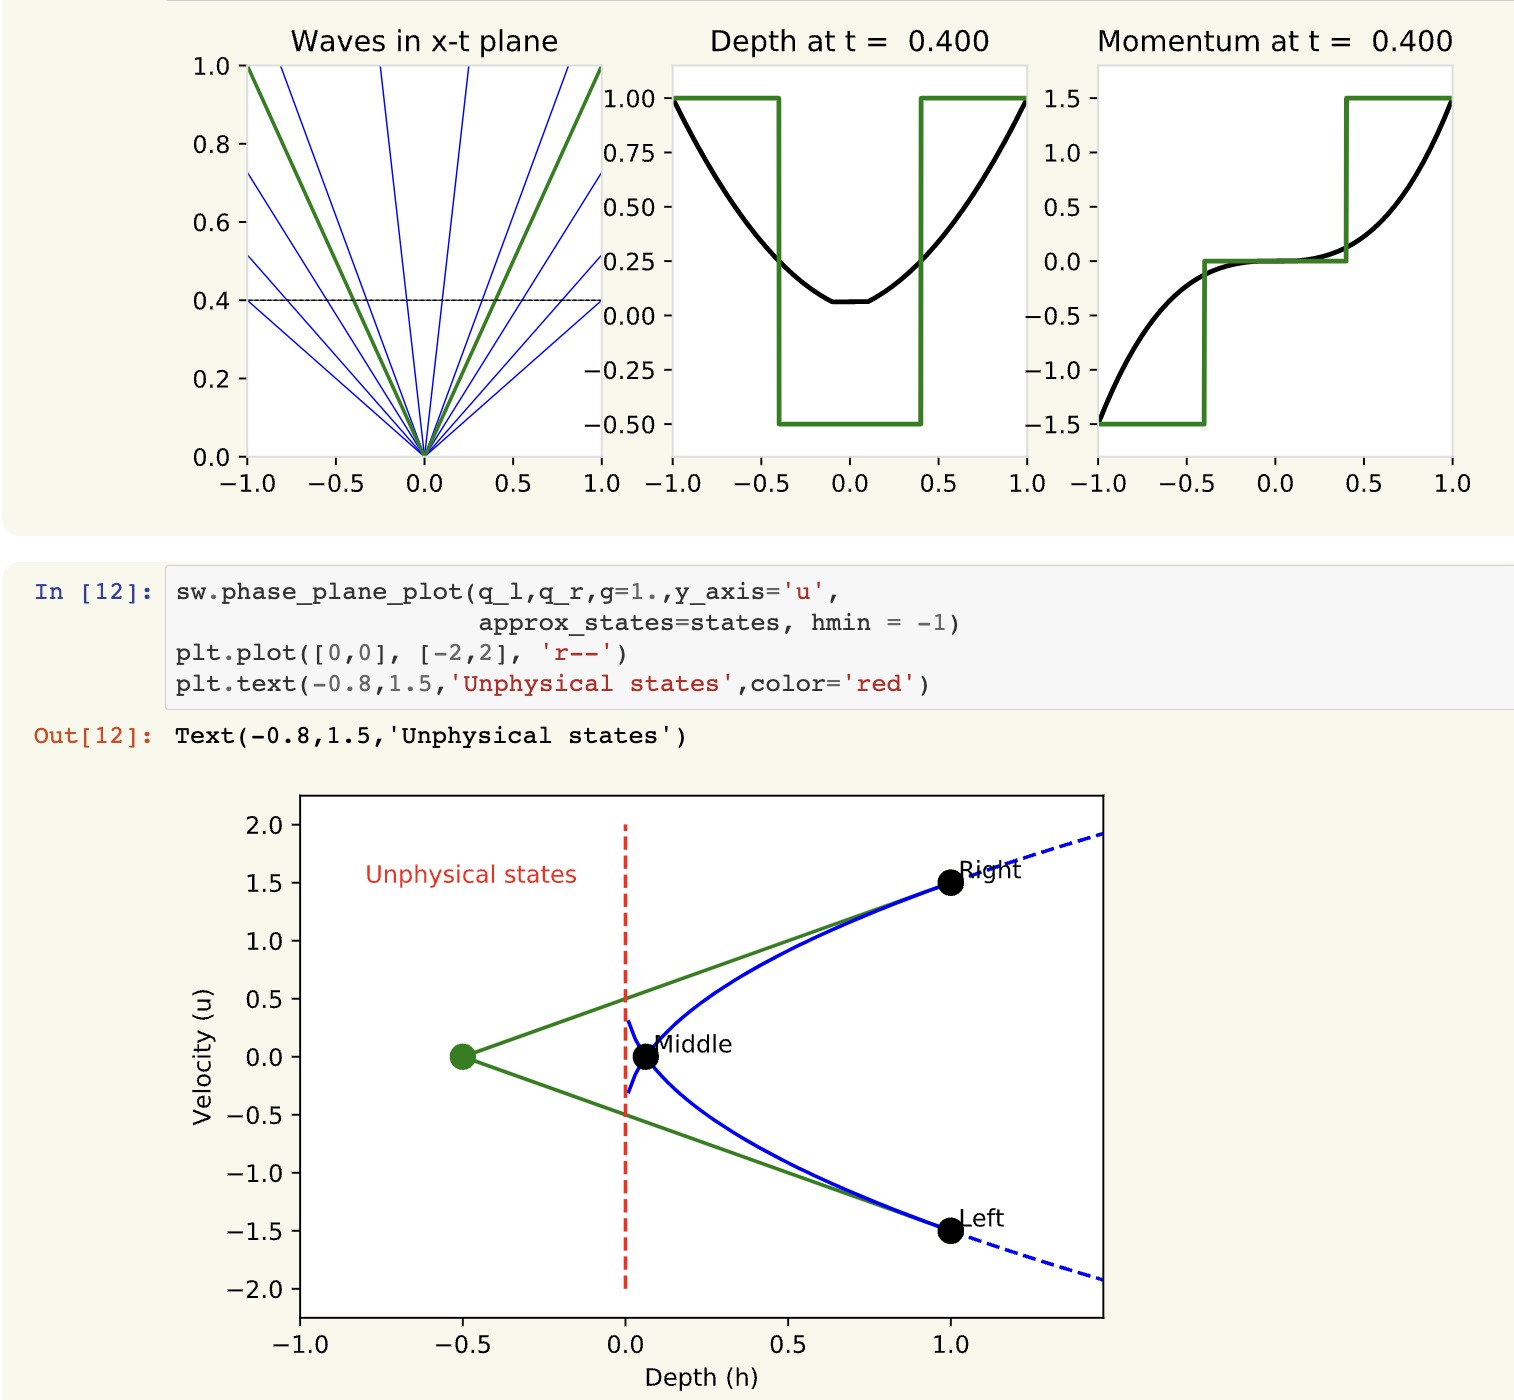 Waves in x-t plane
1.0
0.8
0.6
0.4
0.2
0.0
−1.0 −0.5 0.0 0.5 1.0
Depth at t =  0.400
1.00
0.75
0.50
0.25
0.00
−0.25
−0.50
−1.0 −0.5 0.0 0.5 1.0
Momentum at t =  0.400
1.5
1.0
0.5
0.0
−0.5
−1.0
−1.5
−1.0 −0.5 0.0 0.5 1.0
In [12]: sw.phase_plane_plot(q_l,q_r,g=1.,y_axis='u',
approx_states=states, hmin = -1)
plt.plot([0,0], [-2,2], 'r--')
plt.text(-0.8,1.5,'Unphysical states',color='red')
Out[12]: Text(-0.8,1.5,'Unphysical states')
2.0
1.5
1.0
0.5
0.0
−0.5
−1.0
−1.5
−2.0
Velocity (u)
Unphysical states
Right
Middle
Left
−1.0 −0.5 0.0 0.5 1.0
Depth (h)